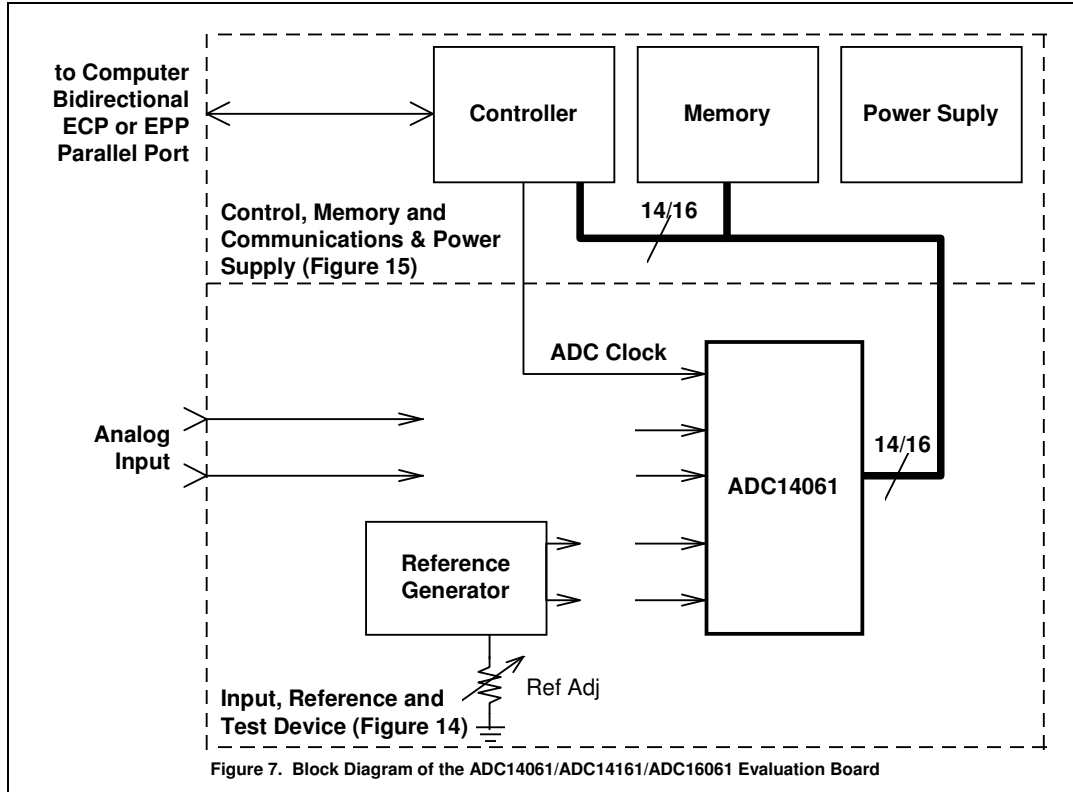 to Computer
Bidirectional
ECP or EPP
Parallel Port
Controller
Memory
Power Suply
14/16
Control, Memory and
Communications & Power
Supply (Figure 15)
ADC Clock
Analog
Input
14/16
ADC14061
Reference
Generator
Ref Adj
Input, Reference and
Test Device (Figure 14)
Figure 7. Block Diagram of the ADC14061/ADC14161/ADC16061 Evaluation Board